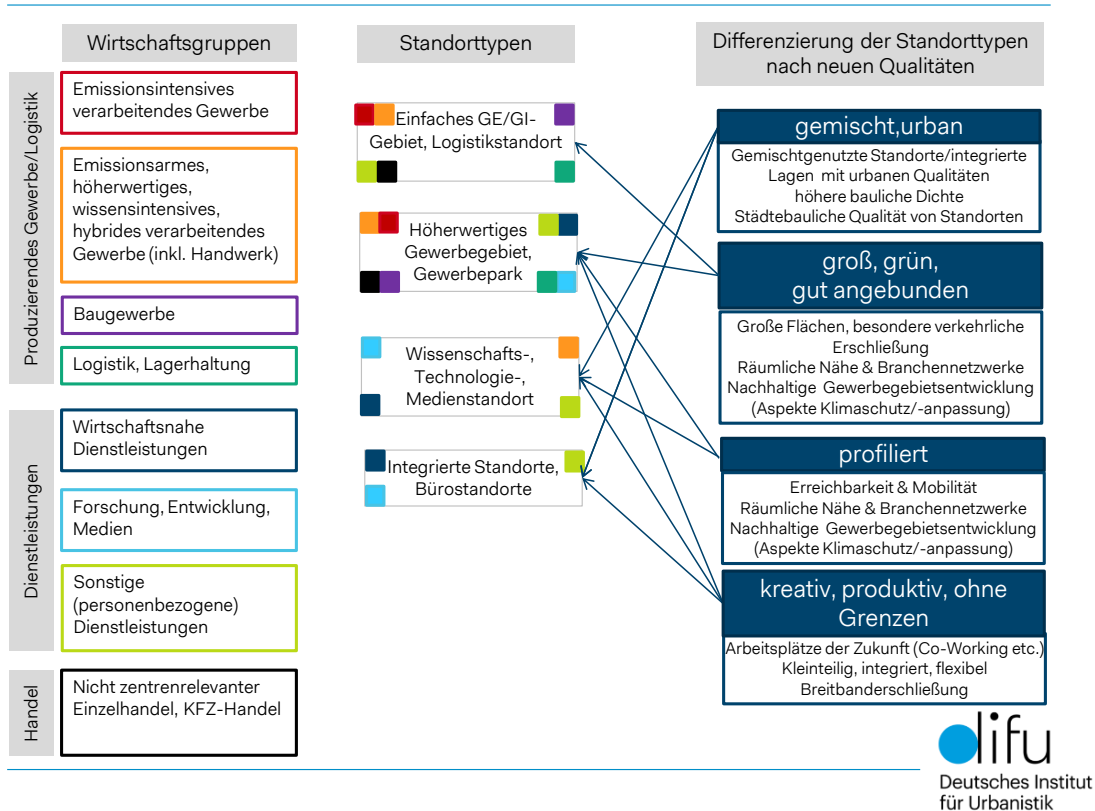 Wirtschaftsgruppen
Standorttypen
Differenzierung der Standorttypen
nach neuen Qualitäten
Produzierendes Gewerbe/Logistik
Emissionsintensives
verarbeitendes Gewerbe
Emissionsarmes,
höherwertiges,
wissensintensives,
hybrides verarbeitendes
Gewerbe (inkl. Handwerk)
Baugewerbe
Logistik, Lagerhaltung
Dienstleistungen
Wirtschaftsnahe
Dienstleistungen
Forschung, Entwicklung,
Medien
Sonstige
(personenbezogene)
Dienstleistungen
Handel
Nicht zentrenrelevanter
Einzelhandel, KFZ-Handel
Einfaches GE/GI-
Gebiet, Logistikstandort
Höherwertiges
Gewerbegebiet,
Gewerbepark
Wissenschafts-,
Technologie-,
Medienstandort
Integrierte Standorte,
Bürostandorte
gemischt,urban
Gemischtgenutzte Standorte/integrierte
Lagen mit urbanen Qualitäten
höhere bauliche Dichte
Städtebauliche Qualität von Standorten
groß, grün,
gut angebunden
Große Flächen, besondere verkehrliche
Erschließung
Räumliche Nähe & Branchennetzwerke
Nachhaltige Gewerbegebietsentwicklung
(Aspekte Klimaschutz/-anpassung)
profiliert
Erreichbarkeit & Mobilität
Räumliche Nähe & Branchennetzwerke
Nachhaltige Gewerbegebietsentwicklung
(Aspekte Klimaschutz/-anpassung)
kreativ, produktiv, ohne
Grenzen
Arbeitsplätze der Zukunft (Co-Working etc.)
Kleinteilig, integriert, flexibel
Breitbanderschließung
difu
Deutsches Institut
für Urbanistik